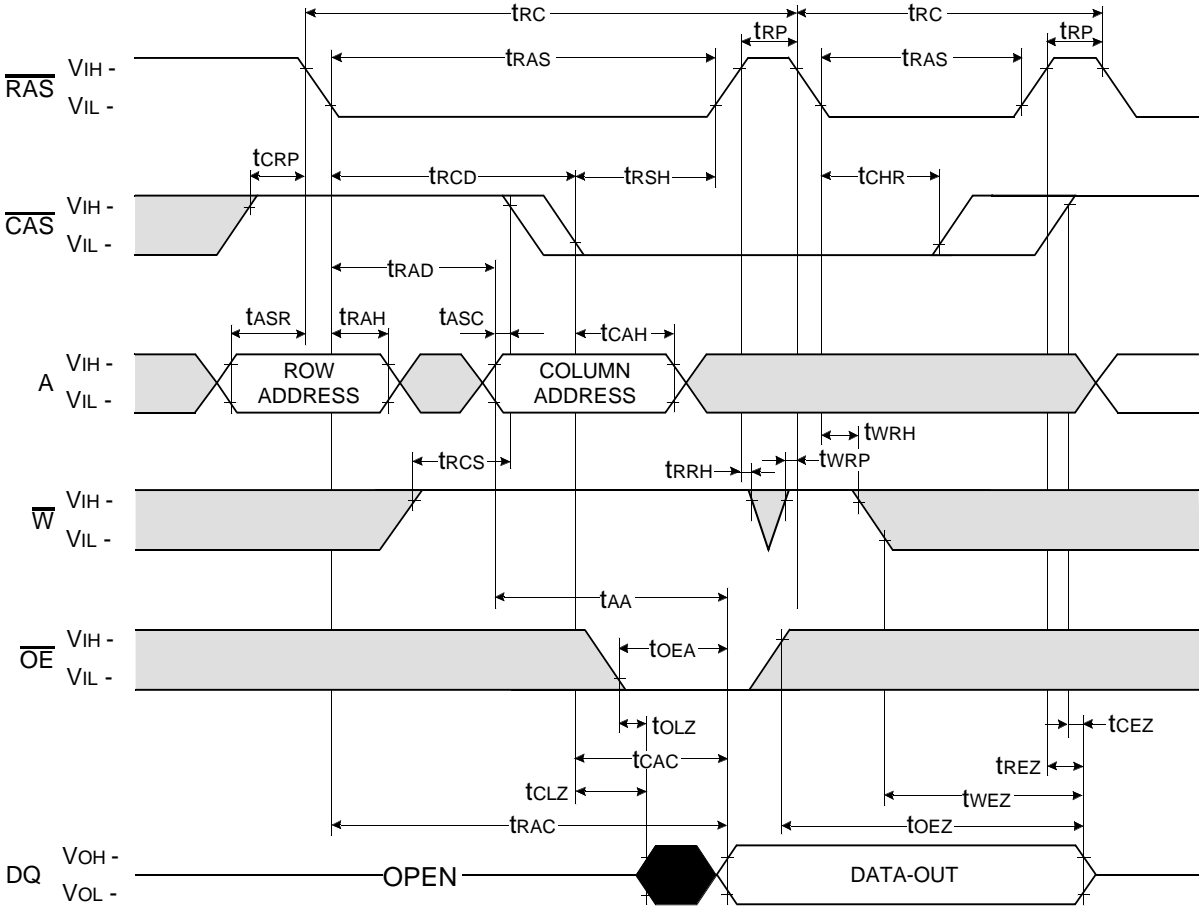 tRC tRC
tRP tRP
tRAS tRAS
RAS VIH -
VIL -
tCRP tRCD tRSH tCHR
CAS VIH -
VIL -
tRAD
tASR tRAH tASC tCAH
A VIH -
VIL -
ROW
ADDRESS
COLUMN
ADDRESS
tWRH
tRCS tRRH tWRP
W VIH -
VIL -
tAA
OE VIH -
VIL -
tOEA
tOLZ tCEZ
tCAC tREZ
tCLZ tWEZ
tRAC tOEZ
DQ VOH -
VOL -
OPEN DATA-OUT